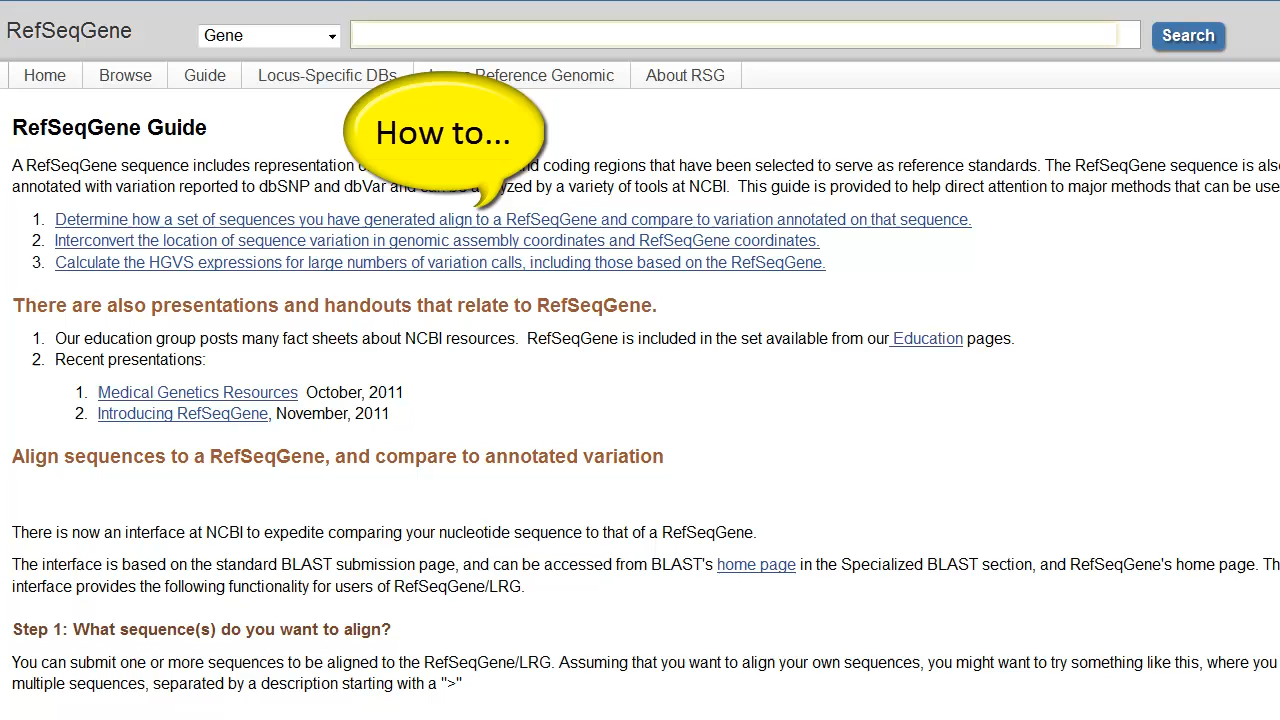 RefSeqGene
Gene
Search
Home Browse Guide Locus-Specific DBs Reference Genomic About RSG
How to...
RefSeqGene Guide
A RefSeqGene sequence includes representation coding regions that have been selected to serve as reference standards. The RefSeqGene sequence is
annotated with variation reported to dbSNP and dbVar by a variety of tools at NCBI. This guide is provided to help direct attention to major methods that can be
1. Determine how a set of sequences you have generated align to a RefSeqGene and compare to variation annotated on that sequence.
2. Interconvert the location of sequence variation in genomic assembly coordinates and RefSeqGene coordinates.
3. Calculate the HGVS expressions for large numbers of variation calls, including those based on the RefSeqGene.
There are also presentations and handouts that relate to RefSeqGene.
1. Our education group posts many fact sheets about NCBI resources. RefSeqGene is included in the set available from our Education pages.
2. Recent presentations:
1. Medical Genetics Resources October, 2011
2. Introducing RefSeqGene, November, 2011
Align sequences to a RefSeqGene, and compare to annotated variation
There is now an interface at NCBI to expedite comparing your nucleotide sequence to that of a RefSeqGene.
The interface is based on the standard BLAST submission page, and can be accessed from BLAST's home page in the Specialized BLAST section, and RefSeqGene's home page.
interface provides the following functionality for users of RefSeqGene/LRG.
Step 1: What sequence(s) do you want to align?
You can submit one or more sequences to be aligned to the RefSeqGene/LRG. Assuming that you want to align your own sequences, you might want to try something like this, where you
multiple sequences, separated by a description starting with a ">"